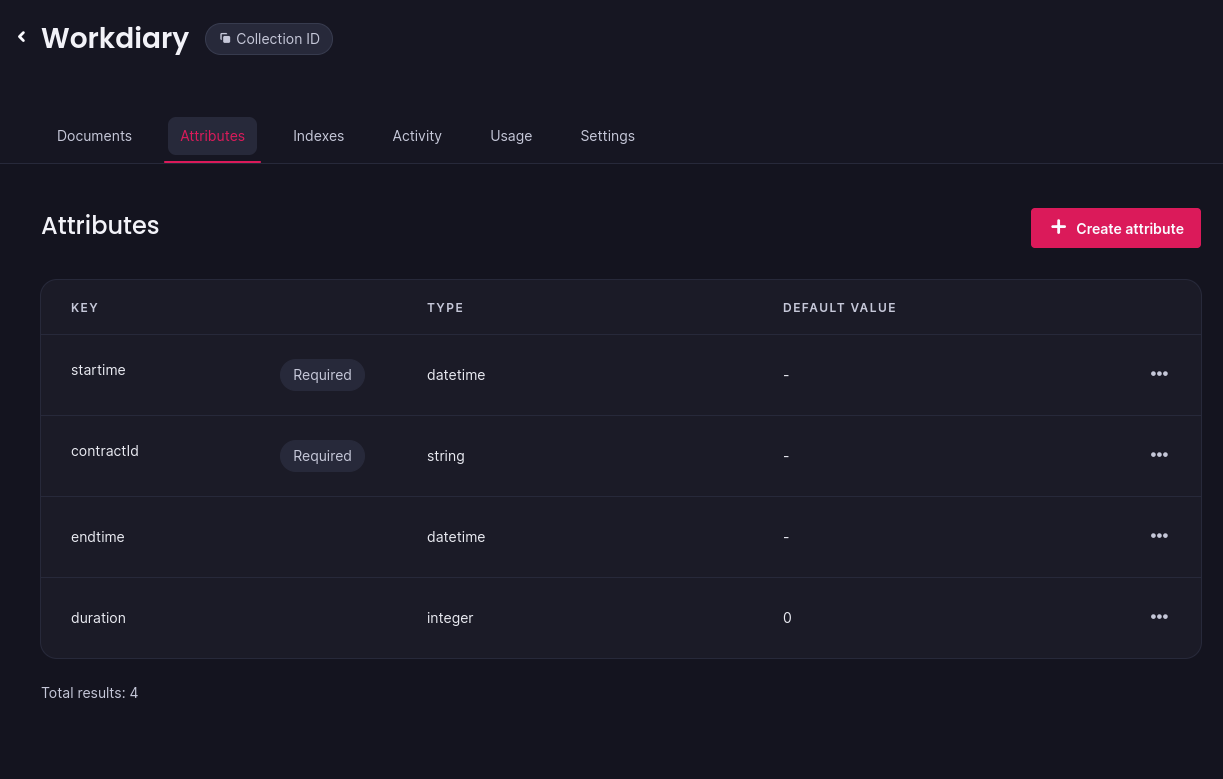 Workdiary Collection ID
Documents Attributes Indexes Activity Usage Settings
Attributes
Create attribute
KEY TYPE DEFAULT VALUE
startime Required datetime -
contractId Required string -
endtime datetime -
duration integer 0
Total results: 4